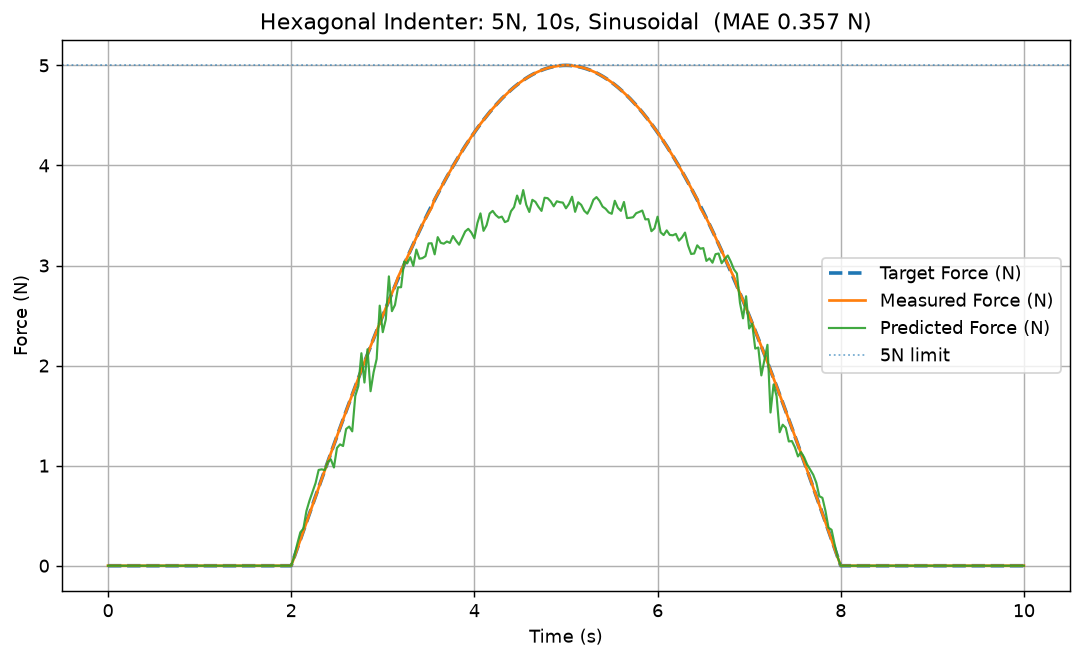 Hexagonal Indenter: 5N, 10s, Sinusoidal  (MAE 0.357 N)
5
4
3
2
1
0
Force (N)
Target Force (N)
Measured Force (N)
Predicted Force (N)
5N limit
0 2 4 6 8 10
Time (s)